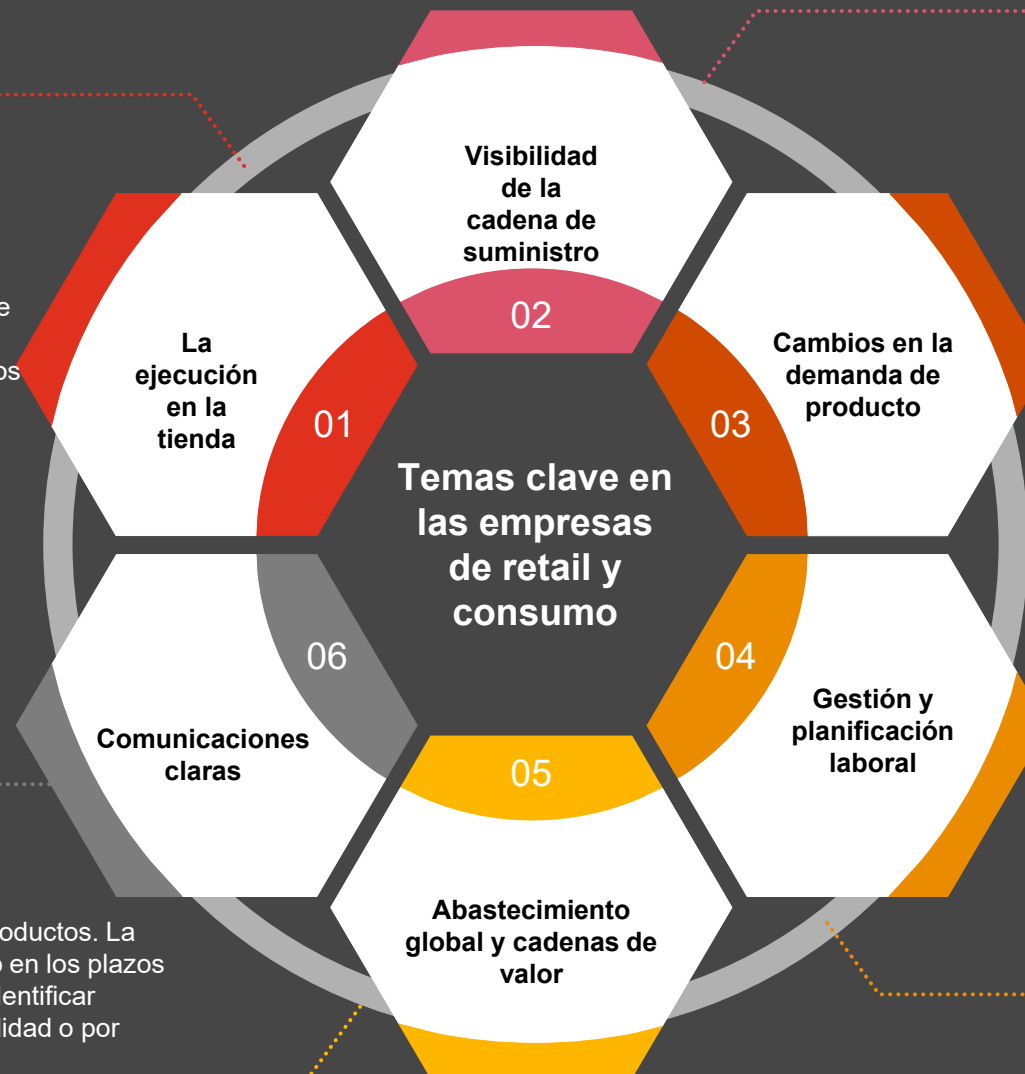 Visibilidad
de la
cadena de
suministro
02
La
ejecución
en la
tienda
01
Cambios en la
demanda de
producto
03
Temas clave en
las empresas
de retail y
consumo
06
Comunicaciones
claras
04
Gestión y
planificación
laboral
05
Abastecimiento
global y cadenas de
valor
La
en los plazos
o por